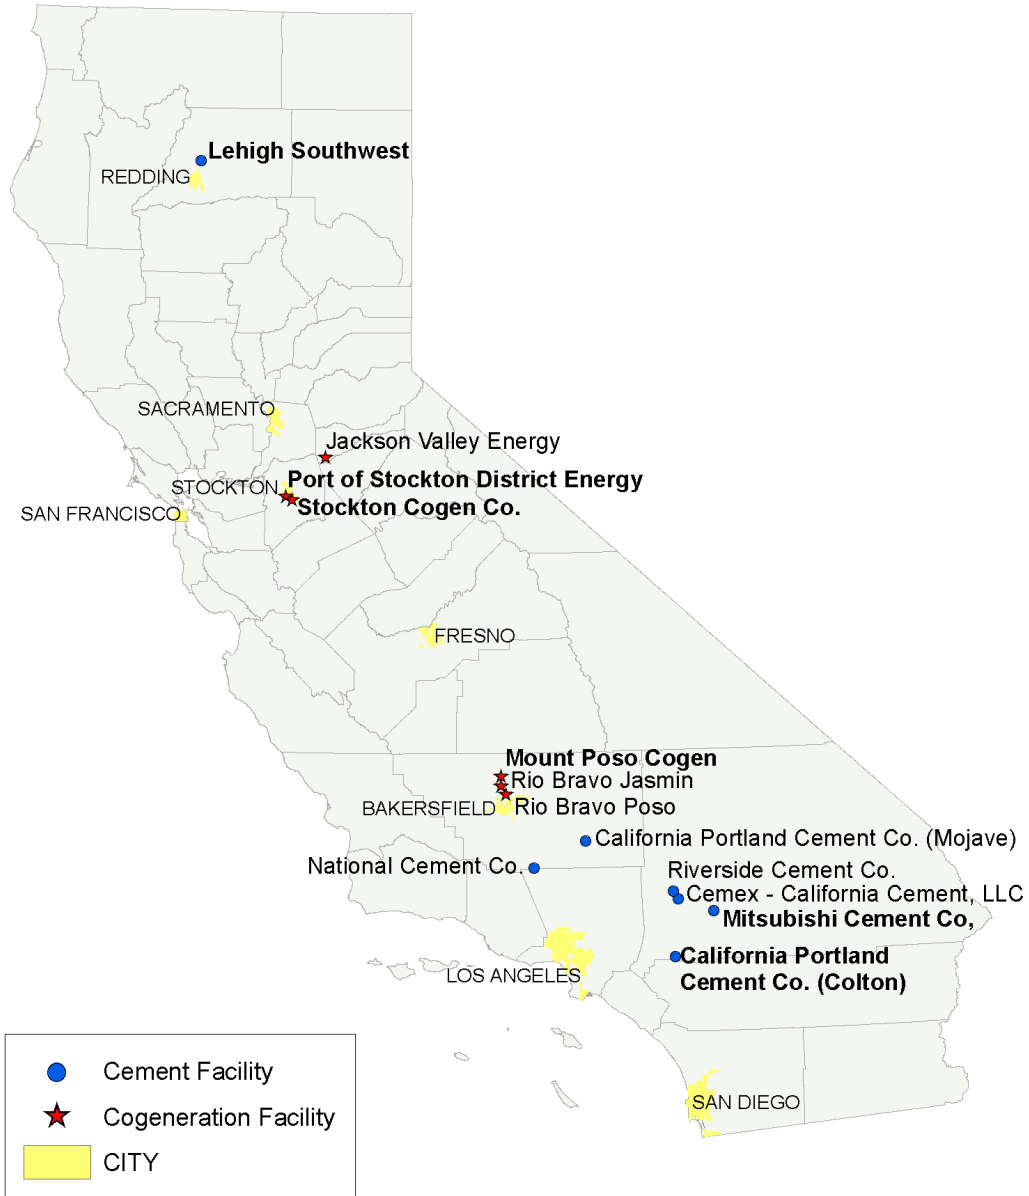 Lehigh Southwest
REDDING
SACRAMENTO
Jackson Valley Energy
Port of Stockton District Energy
STOCKTON
Stockton Cogen Co.
SAN FRANCISCO
FRESNO
Mount Poso Cogen
Rio Bravo Jasmin
BAKERSFIELD
Rio Bravo Poso
California Portland Cement Co. (Mojave)
National Cement Co.
Riverside Cement Co.
Cemex - California Cement, LLC
Mitsubishi Cement Co,
California Portland
Cement Co. (Colton)
LOS ANGELES
SAN DIEGO
Cement Facility
Cogeneration Facility
CITY